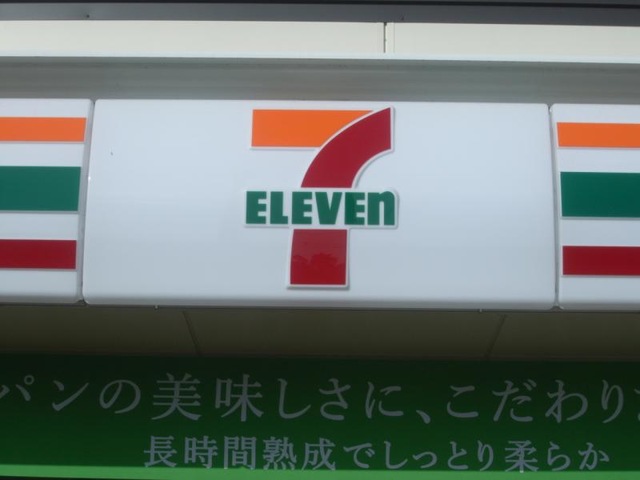 7
ELEVEn
パンの美味しさに、こだわり
長時間熟成でしっとり柔らか